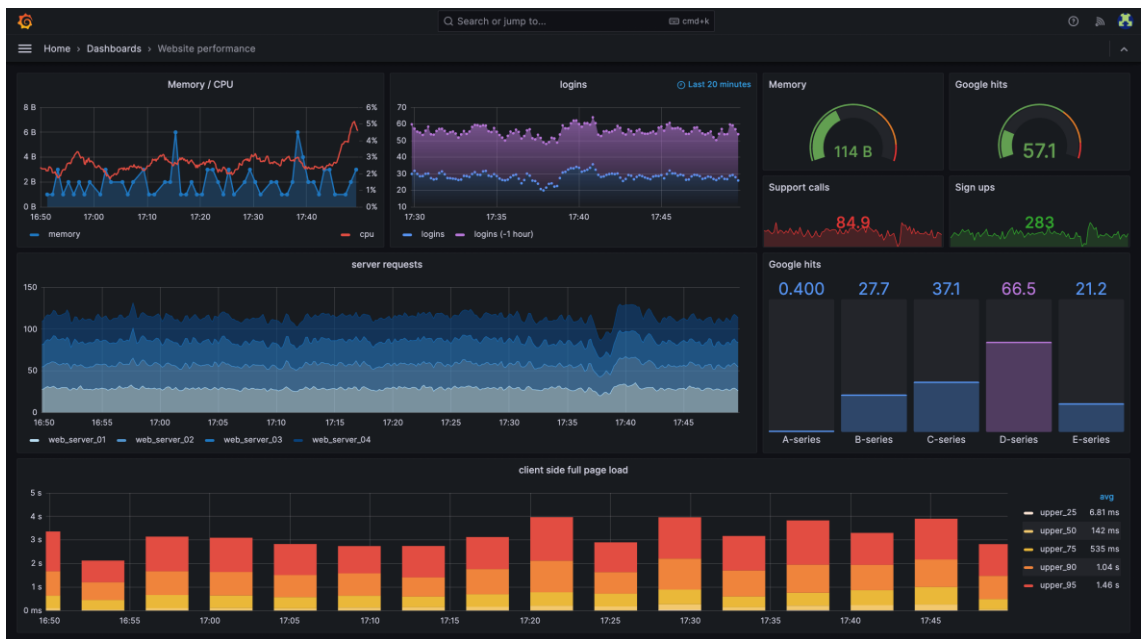 Search or jump to... cmd+k
Home › Dashboards › Website performance
Memory / CPU
8 B
6 B
4 B
2 B
0 B
6%
5%
4%
3%
2%
1%
0%
16:50 17:00 17:10 17:20 17:30 17:40
memory cpu
logins
Last 20 minutes
70
60
50
40
30
20
10
17:30 17:35 17:40 17:45
logins logins (-1 hour)
Memory
114 B
Google hits
57.1
Support calls
84.9
Sign ups
283
server requests
150
100
50
0
16:50 16:55 17:00 17:05 17:10 17:15 17:20 17:25 17:30 17:35 17:40 17:45
web_server_01 web_server_02 web_server_03 web_server_04
Google hits
0.400 27.7 37.1 66.5 21.2
A-series B-series C-series D-series E-series
client side full page load
5 s
4 s
3 s
2 s
1 s
0 ms
16:50 16:55 17:00 17:05 17:10 17:15 17:20 17:25 17:30 17:35 17:40 17:45
avg
upper_25 6.81 ms
upper_50 142 ms
upper_75 535 ms
upper_90 1.04 s
upper_95 1.46 s